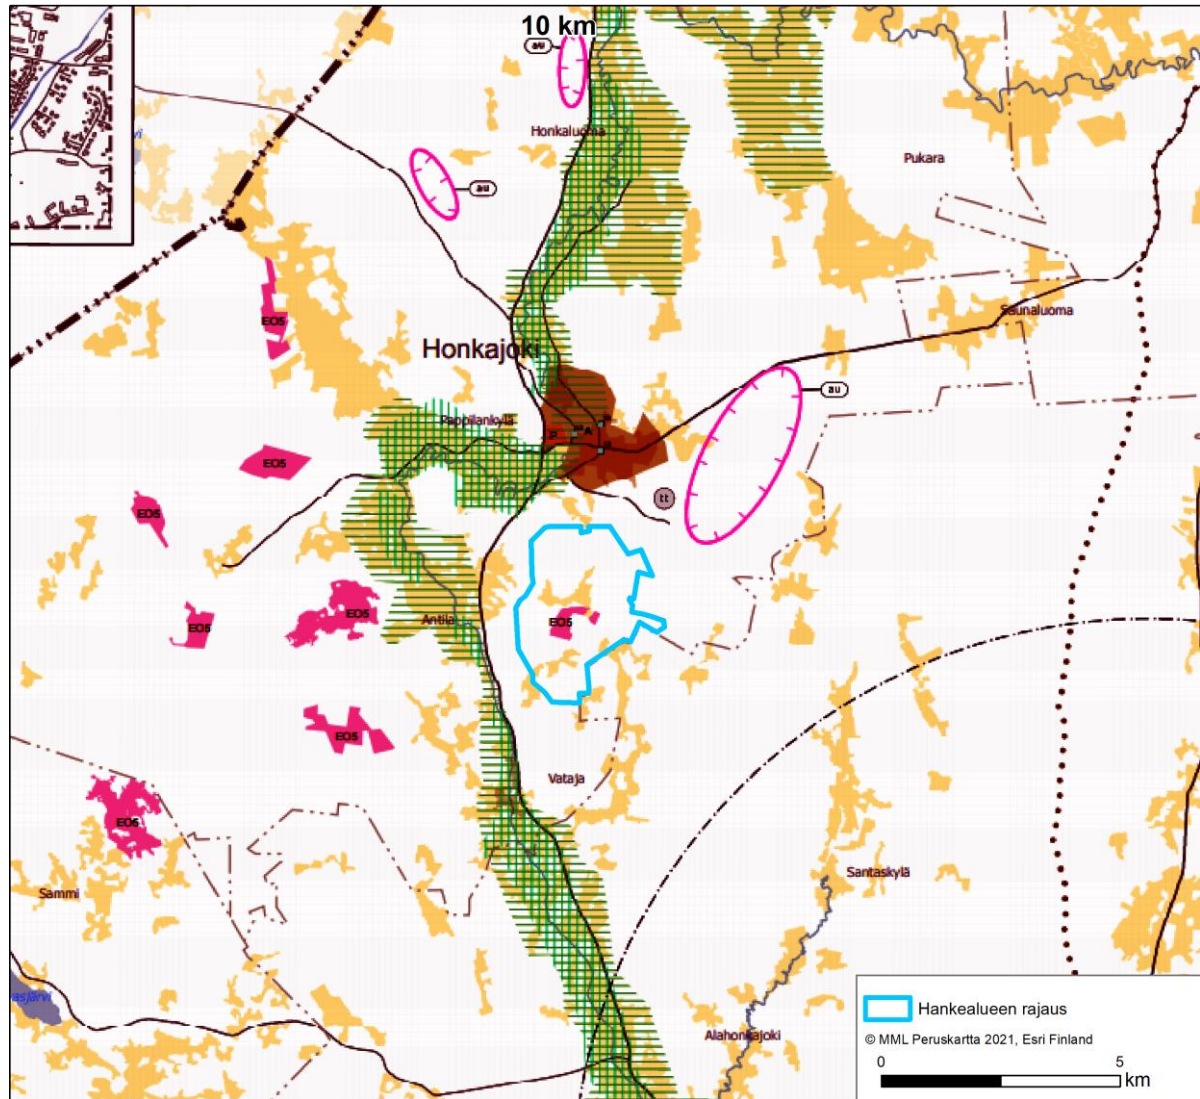 10 km
au
Honkaluoma
Pukara
au
Saunaluoma
EO5
Honkajoki
au
Pappilankylä
EO5
tt
EO5
EO5
Antila
EO5
EO5
EO5
Vataja
EO5
Santaskylä
Sammi
Alahonkajoki
Hankealueen rajaus
© MML Peruskartta 2021, Esri Finland
0 5
km